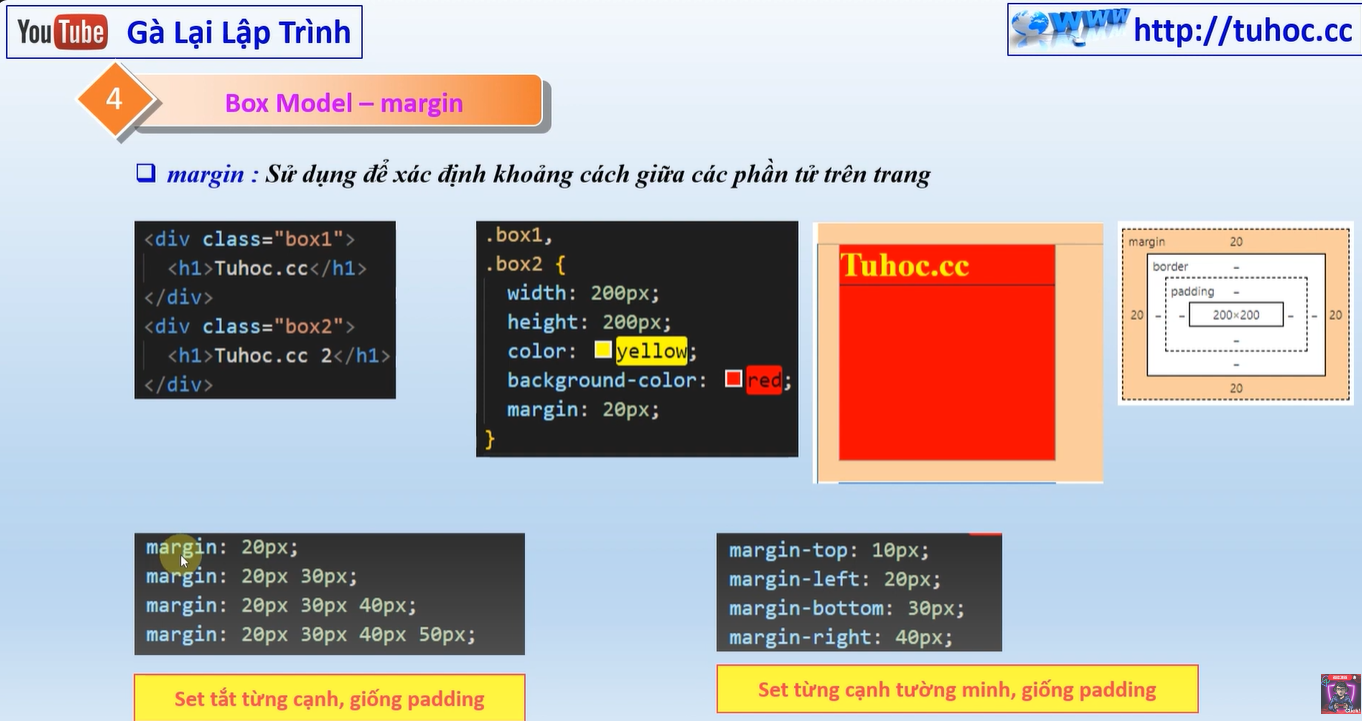 YouTube Gà Lại Lập Trình
WWW http://tuhoc.cc
4
Box Model – margin
margin : Sử dụng để xác định khoảng cách giữa các phần tử trên trang
<div class="box1">
<h1>Tuhoc.cc</h1>
</div>
<div class="box2">
<h1>Tuhoc.cc 2</h1>
</div>
.box1,
.box2 {
width: 200px;
height: 200px;
color: yellow;
background-color: red;
margin: 20px;
}
Tuhoc.cc
margin 20
border –
padding –
20 – – 200×200 – – 20
–
–
20
margin: 20px;
margin: 20px 30px;
margin: 20px 30px 40px;
margin: 20px 30px 40px 50px;
Set tắt từng cạnh, giống padding
margin-top: 10px;
margin-left: 20px;
margin-bottom: 30px;
margin-right: 40px;
Set từng cạnh tường minh, giống padding